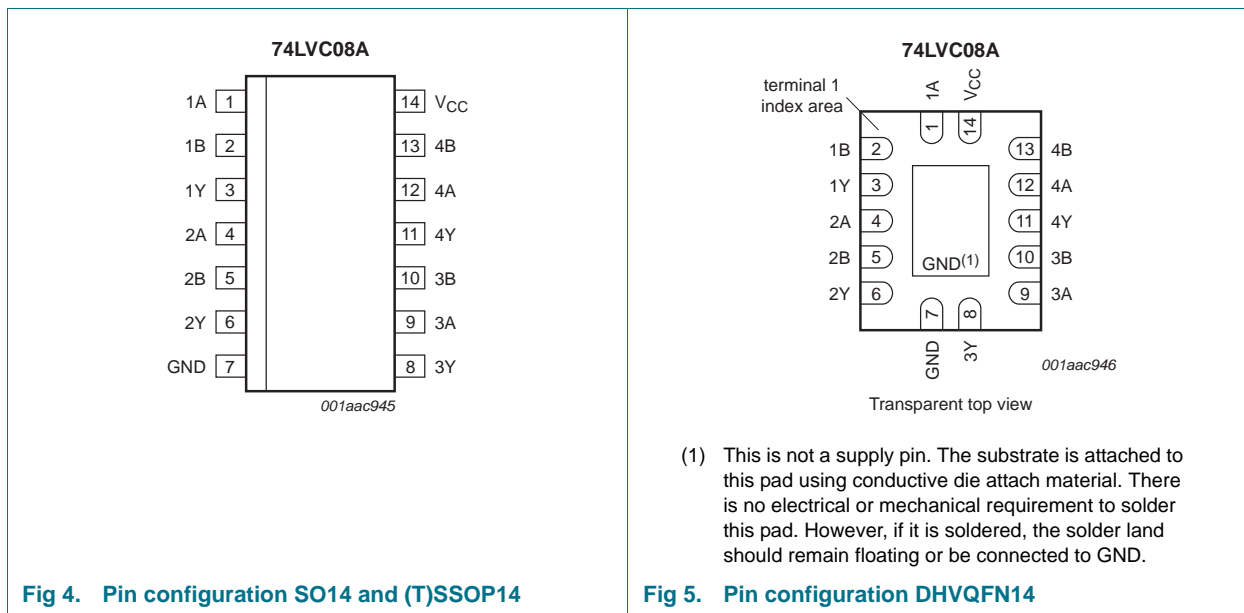 74LVC08A
1A 1
1B 2
1Y 3
2A 4
2B 5
2Y 6
GND 7
14 VCC
13 4B
12 4A
11 4Y
10 3B
9 3A
8 3Y
001aac945
Fig 4. Pin configuration SO14 and (T)SSOP14
74LVC08A
terminal 1
index area
1A
VCC
1
14
1B 2
1Y 3
2A 4
2B 5
2Y 6
13 4B
12 4A
11 4Y
10 3B
9 3A
GND(1)
7
8
GND
3Y
001aac946
Transparent top view
(1) This is not a supply pin. The substrate is attached to
this pad using conductive die attach material. There
is no electrical or mechanical requirement to solder
this pad. However, if it is soldered, the solder land
should remain floating or be connected to GND.
Fig 5. Pin configuration DHVQFN14